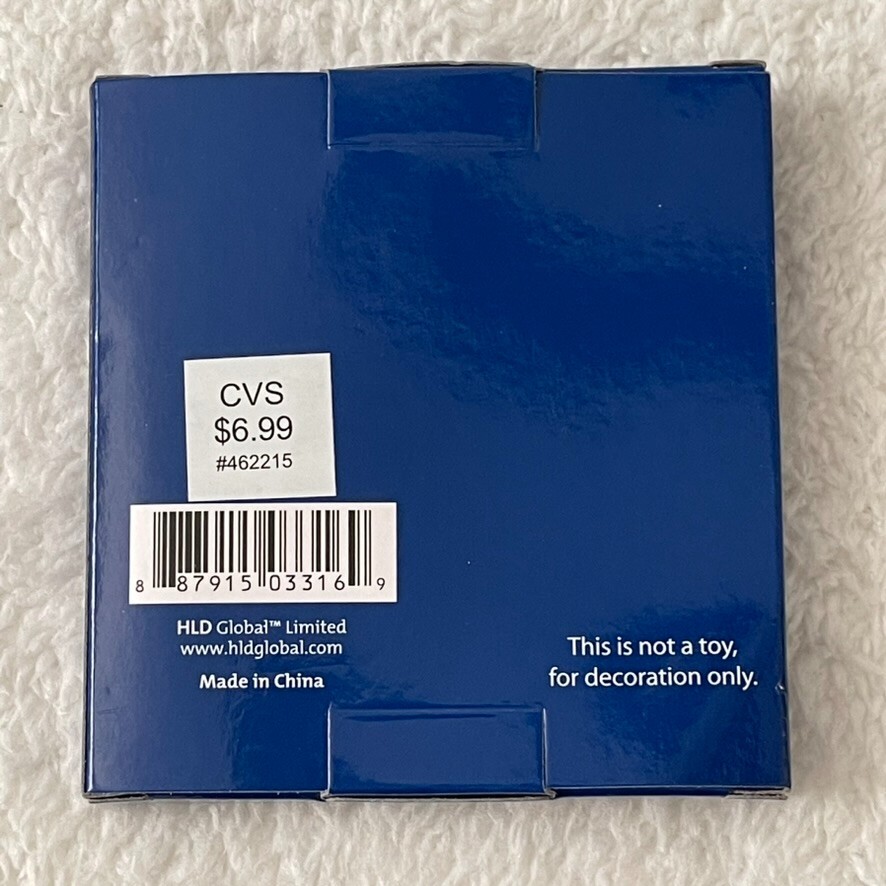 CVS
$6.99
#462215
8 87915 03316 9
HLD Global™ Limited
www.hldglobal.com
Made in China
This is not a toy,
for decoration only.